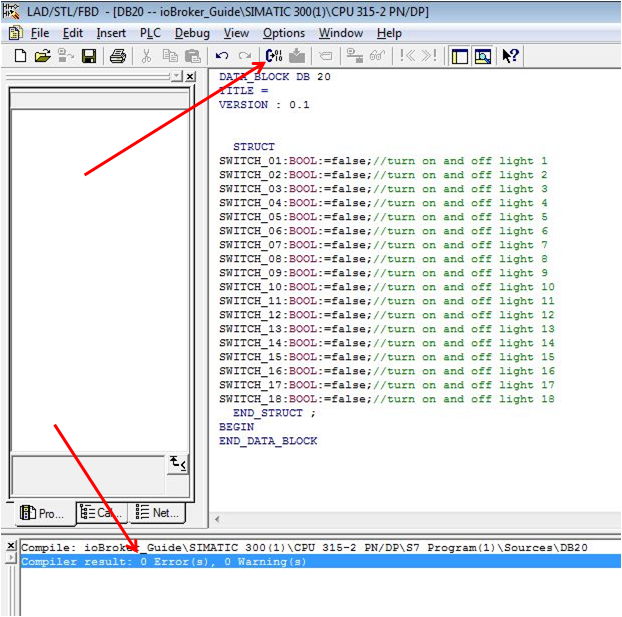 LAD/STL/FBD - [DB20 -- ioBroker_Guide\SIMATIC 300(1)\CPU 315-2 PN/DP]
File Edit Insert PLC Debug View Options Window Help
DATA_BLOCK DB 20
TITLE =
VERSION : 0.1
STRUCT
SWITCH_01:BOOL:=false;//turn on and off light 1
SWITCH_02:BOOL:=false;//turn on and off light 2
SWITCH_03:BOOL:=false;//turn on and off light 3
SWITCH_04:BOOL:=false;//turn on and off light 4
SWITCH_05:BOOL:=false;//turn on and off light 5
SWITCH_06:BOOL:=false;//turn on and off light 6
SWITCH_07:BOOL:=false;//turn on and off light 7
SWITCH_08:BOOL:=false;//turn on and off light 8
SWITCH_09:BOOL:=false;//turn on and off light 9
SWITCH_10:BOOL:=false;//turn on and off light 10
SWITCH_11:BOOL:=false;//turn on and off light 11
SWITCH_12:BOOL:=false;//turn on and off light 12
SWITCH_13:BOOL:=false;//turn on and off light 13
SWITCH_14:BOOL:=false;//turn on and off light 14
SWITCH_15:BOOL:=false;//turn on and off light 15
SWITCH_16:BOOL:=false;//turn on and off light 16
SWITCH_17:BOOL:=false;//turn on and off light 17
SWITCH_18:BOOL:=false;//turn on and off light 18
END_STRUCT ;
BEGIN
END_DATA_BLOCK
Pro... Cal... Net...
Compile: ioBroker_Guide\SIMATIC 300(1)\CPU 315-2 PN/DP\S7 Program(1)\Sources\DB20
Compiler result: 0 Error(s), 0 Warning(s)